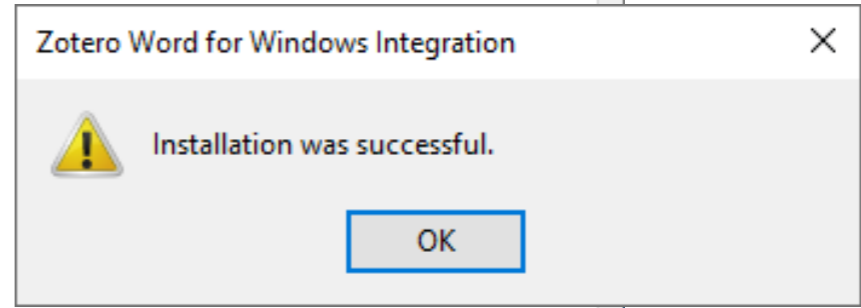 Zotero Word for Windows Integration
Installation was successful.
OK